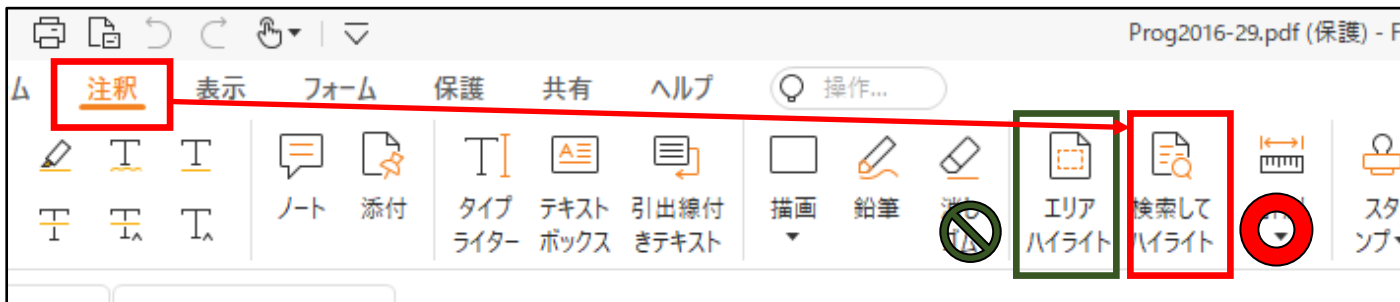 Prog2016-29.pdf (保護) - F
ム 注釈 表示 フォーム 保護 共有 ヘルプ 操作...
ノート 添付 タイプ テキスト 引出線付 描画 鉛筆 エリア 検索して スタ
ライター ボックス きテキスト ハイライト ハイライト ンプ